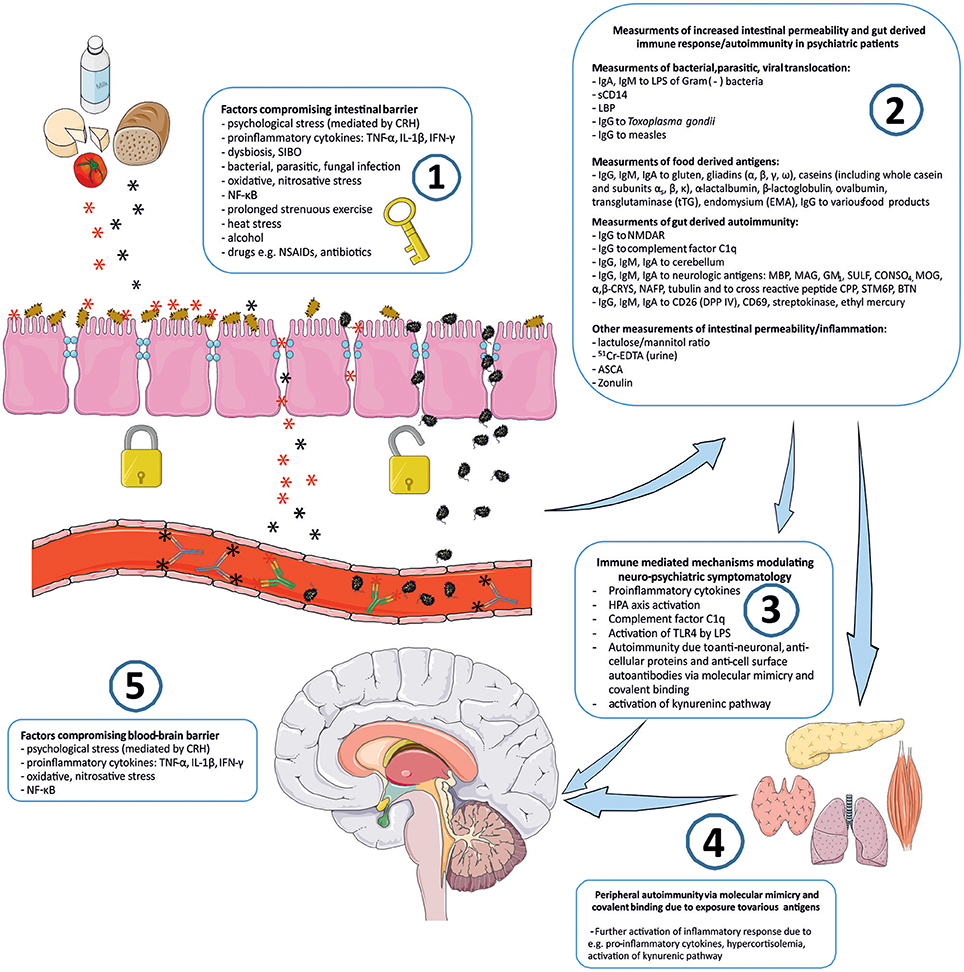 Milk
Factors compromising intestinal barrier
- psychological stress (mediated by CRH)
- proinflammatory cytokines: TNF-α, IL-1β, IFN-γ
- dysbiosis, SIBO
- bacterial, parasitic, fungal infection
- oxidative, nitrosative stress
- NF-κB
- prolonged strenuous exercise
- heat stress
- alcohol
- drugs e.g. NSAIDs, antibiotics
1
Measurments of increased intestinal permeability and gut derived
immune response/autoimmunity in psychiatric patients
Measurments of bacterial,parasitic, viral translocation:
- IgA, IgM to LPS of Gram(-) bacteria
- sCD14
- LBP
- IgG to Toxoplasma gondii
- IgG to measles
2
Measurments of food derived antigens:
- IgG, IgM, IgA to gluten, gliadins (α, β, γ, ω), caseins (including whole casein
and subunits αs, β, κ), α-lactalbumin, β-lactoglobulin, ovalbumin,
transglutaminase (tTG), endomysium (EMA), IgG to variousfood products
Measurments of gut derived autoimmunity:
- IgG to NMDAR
- IgG to complement factor C1q
- IgG, IgM, IgA to cerebellum
- IgG, IgM, IgA to neurologic antigens: MBP, MAG, GM1, SULF, CONSO4, MOG,
α,β-CRYS, NAFP, tubulin and to cross reactive peptide CPP, STM6P, BTN
- IgG, IgM, IgA to CD26 (DPP IV), CD69, streptokinase, ethyl mercury
Other measurements of intestinal permeability/inflammation:
- lactulose/mannitol ratio
- ⁵¹Cr-EDTA (urine)
- ASCA
- Zonulin
Immune mediated mechanisms modulating
neuro-psychiatric symptomatology
- Proinflammatory cytokines
- HPA axis activation
- Complement factor C1q
- Activation of TLR4 by LPS
- Autoimmunity due to anti-neuronal, anti-
cellular proteins and anti-cell surface
autoantibodies via molecular mimicry and
covalent binding
- activation of kynureninc pathway
3
5
Factors compromising blood-brain barrier
- psychological stress (mediated by CRH)
- proinflammatory cytokines: TNF-α, IL-1β, IFN-γ
- oxidative, nitrosative stress
- NF-κB
4
Peripheral autoimmunity via molecular mimicry and
covalent binding due to exposure tovarious antigens
- Further activation of inflammatory response due to
e.g. pro-inflammatory cytokines, hypercortisolemia,
activation of kynurenic pathway